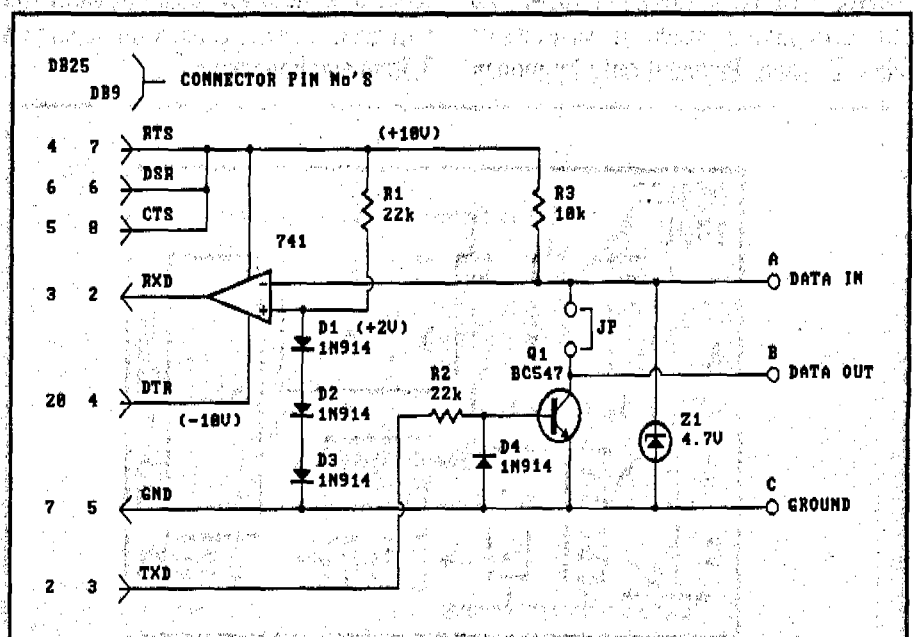 DB25
DB9
CONNECTOR PIN No'S
4 7 RTS (+10V)
6 6 DSR
R1
22k
R3
10k
5 8 CTS
741
A
3 2 RXD
DATA IN
- +
D1 (+2V)
1N914
JP
Q1
BC547
B
DATA OUT
R2
22k
20 4 DTR
(-10V)
D2
1N914
Z1
4.7V
D4
1N914
D3
1N914
C
7 5 GND
GROUND
2 3 TXD